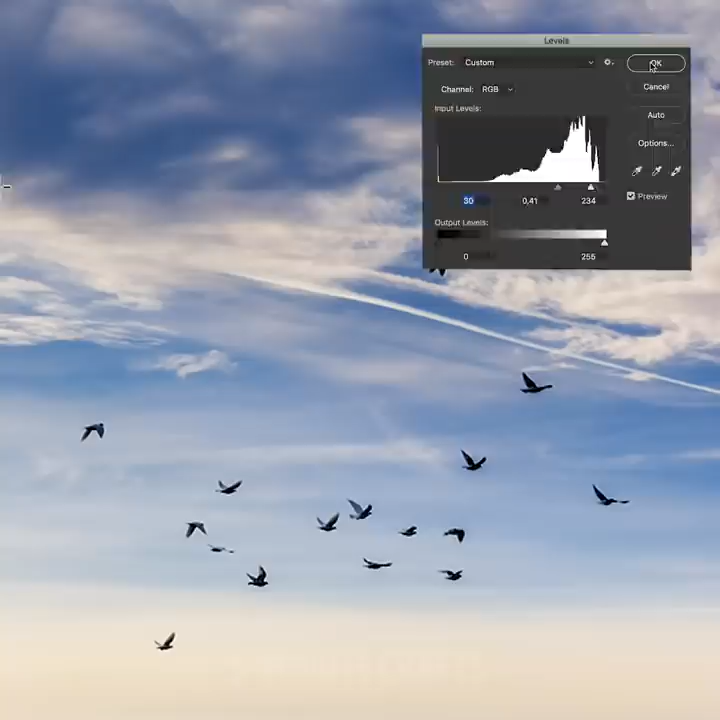 Levels
Preset: Custom
OK
Channel: RGB
Cancel
Input Levels:
Auto
Options...
30 0,41 234
Preview
Output Levels:
0 255